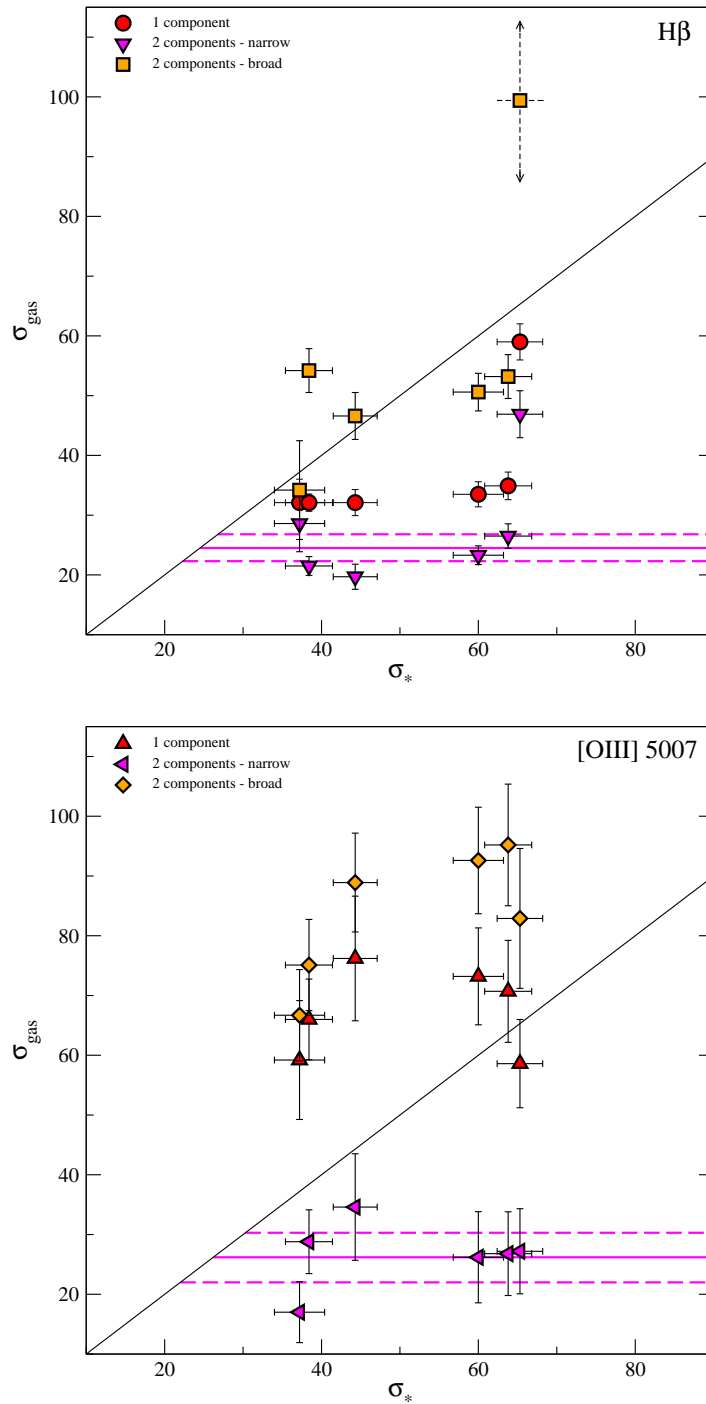 1 component
2 components - narrow
2 components - broad
Hβ
100
80
60
40
20
σgas
20 40 60 80
σ*
1 component
2 components - narrow
2 components - broad
[OIII] 5007
100
80
60
40
20
σgas
20 40 60 80
σ*